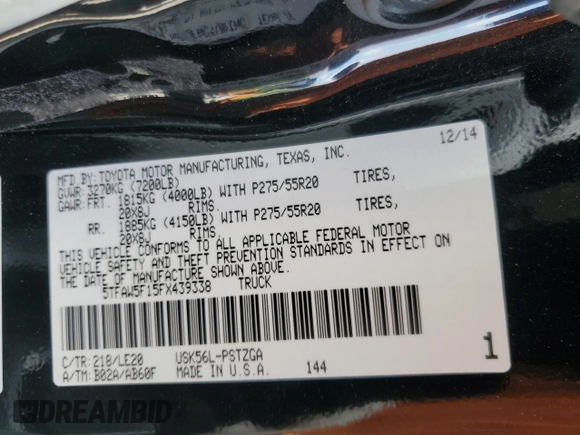 MFD.BY:TOYOTA MOTOR MANUFACTURING, TEXAS, INC. 12/14
GVWR 3270KG (7200LB)
GAWR:FRT. 1815KG (4000LB) WITH P275/55R20 TIRES,
20X8J RIMS,
RR. 1885KG (4150LB) WITH P275/55R20 TIRES,
20X8J RIMS.
THIS VEHICLE CONFORMS TO ALL APPLICABLE FEDERAL MOTOR
VEHICLE SAFETY AND THEFT PREVENTION STANDARDS IN EFFECT ON
THE DATE OF MANUFACTURE SHOWN ABOVE.
5TFAW5F15FX439338 TRUCK
C/TR:218/LE20 USK56L-PSTZGA
A/TM:B02A/AB60F MADE IN U.S.A. 144
1
DREAMBID